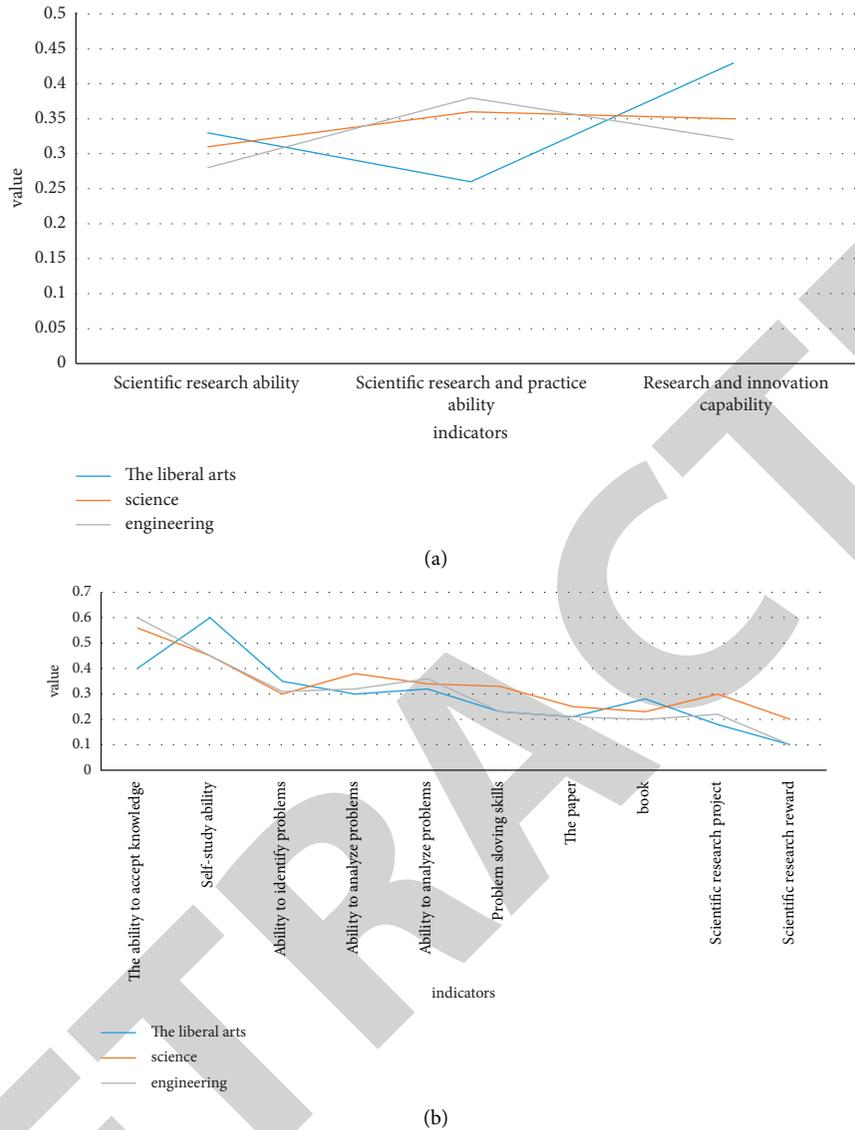 0.5
0.45
0.4
0.35
0.3
0.25
0.2
0.15
0.1
0.05
0
value
Scientific research ability
Scientific research and practice
ability
Research and innovation
capability
indicators
The liberal arts
science
engineering
(a)
0.7
0.6
0.5
0.4
0.3
0.2
0.1
0
value
The ability to accept knowledge
Self-study ability
Ability to identify problems
Ability to analyze problems
Ability to analyze problems
Problem sloving skills
The paper
book
Scientific research project
Scientific research reward
indicators
The liberal arts
science
engineering
(b)